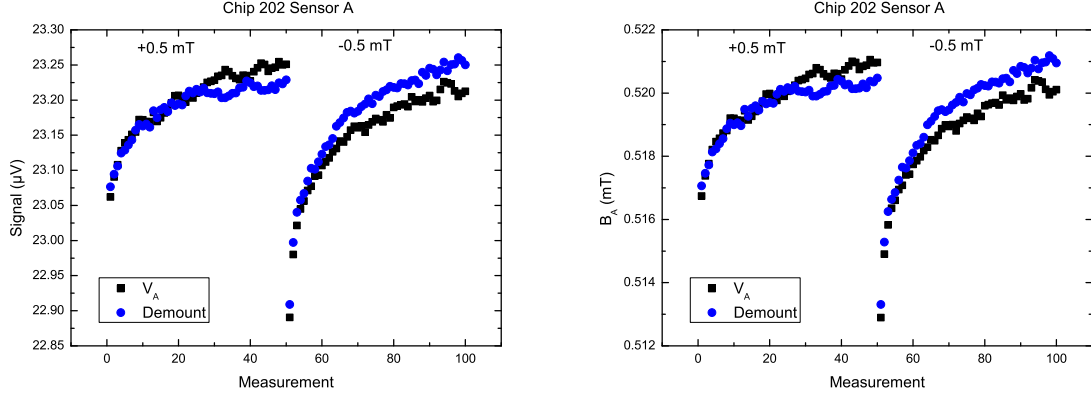 Chip 202 Sensor A
23.30
23.25
23.20
23.15
23.10
23.05
23.00
22.95
22.90
22.85
Signal (µV)
+0.5 mT
-0.5 mT
V_A
Demount
0
20
40
60
80
100
Measurement
Chip 202 Sensor A
0.522
0.520
0.518
0.516
0.514
0.512
B_A (mT)
+0.5 mT
-0.5 mT
V_A
Demount
0
20
40
60
80
100
Measurement